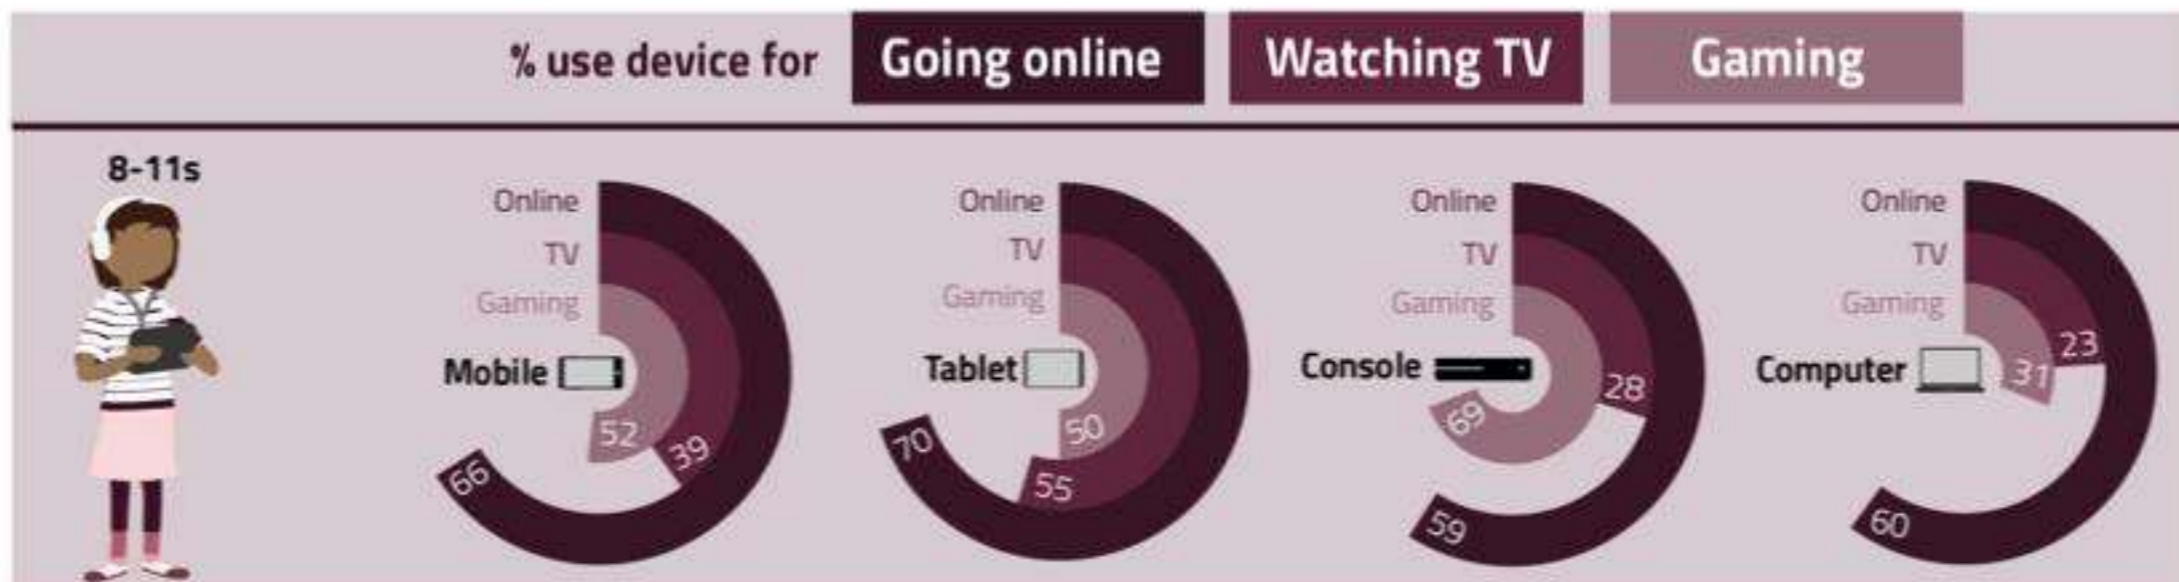 % use device for Going online Watching TV Gaming
8-11s
Online
TV
Gaming
Mobile
52
39
66
Online
TV
Gaming
Tablet
50
55
70
Online
TV
Gaming
Console
28
69
59
Online
TV
Gaming
Computer
23
31
60